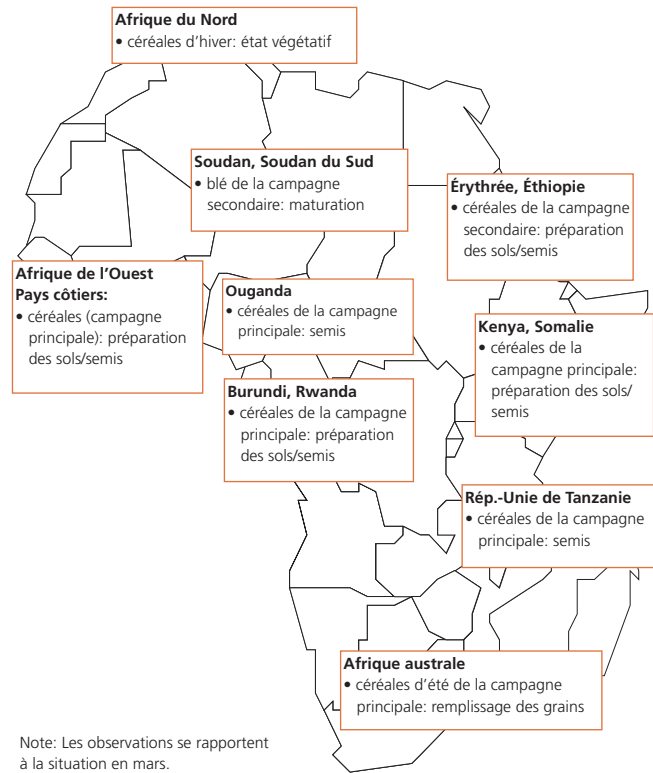 Afrique du Nord
• céréales d’hiver: état végétatif
Soudan, Soudan du Sud
• blé de la campagne
secondaire: maturation
Érythrée, Éthiopie
• céréales de la campagne
secondaire: préparation
des sols/semis
Afrique de l’Ouest
Pays côtiers:
• céréales (campagne
principale): préparation
des sols/semis
Ouganda
• céréales de la campagne
principale: semis
Kenya, Somalie
• céréales de la
campagne principale:
préparation des sols/
semis
Burundi, Rwanda
• céréales de la campagne
principale: préparation
des sols/semis
Rép.-Unie de Tanzanie
• céréales de la campagne
principale: semis
Afrique australe
• céréales d’été de la campagne
principale: remplissage des grains
Note: Les observations se rapportent
à la situation en mars.